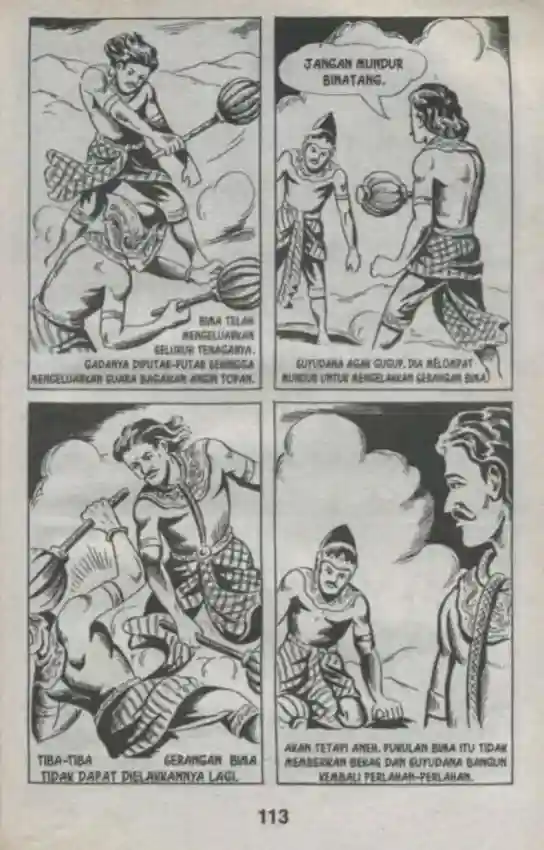 BIMA TELAH
MENGELUARKAN
SELURUH TENAGANYA.
GADANYA DIPUTAR-PUTAR SEHINGGA
MENGELUARKAN SUARA BAGAIKAN ANGIN TOPAN.
JANGAN MUNDUR
BINATANG.
SUYUDANA AGAK GUGUP. DIA MELOMPAT
MUNDUR UNTUK MENGELAKKAN SERANGAN BIMA.
TIBA-TIBA SERANGAN BIMA
TIDAK DAPAT DIELAKKANNYA LAGI.
AKAN TETAPI ANEH. PUKULAN BIMA ITU TIDAK
MEMBERIKAN BEKAS DAN SUYUDANA BANGUN
KEMBALI PERLAHAN-PERLAHAN.
113